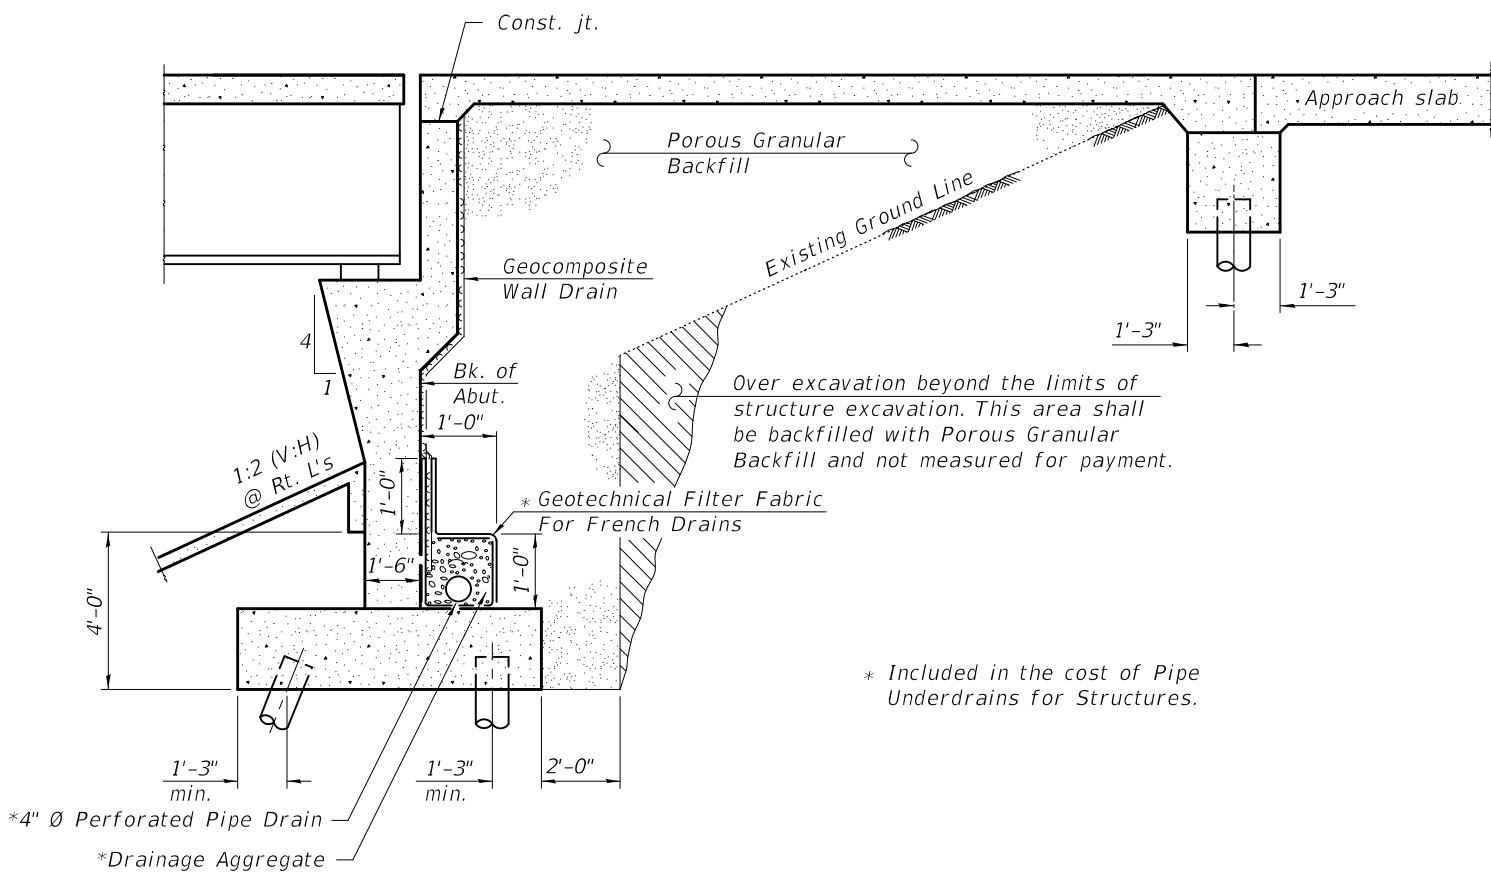 Const. jt.
Approach slab
Porous Granular
Backfill
Existing Ground Line
Geocomposite
Wall Drain
1'-3"
1'-3"
4
1
Bk. of
Abut.
1'-0"
Over excavation beyond the limits of
structure excavation. This area shall
be backfilled with Porous Granular
Backfill and not measured for payment.
1:2 (V:H)
@ Rt. L's
1'-0"
* Geotechnical Filter Fabric
For French Drains
1'-6"
1'-0"
4'-0"
* Included in the cost of Pipe
Underdrains for Structures.
1'-3"
min.
1'-3"
min.
2'-0"
*4" Ø Perforated Pipe Drain
*Drainage Aggregate